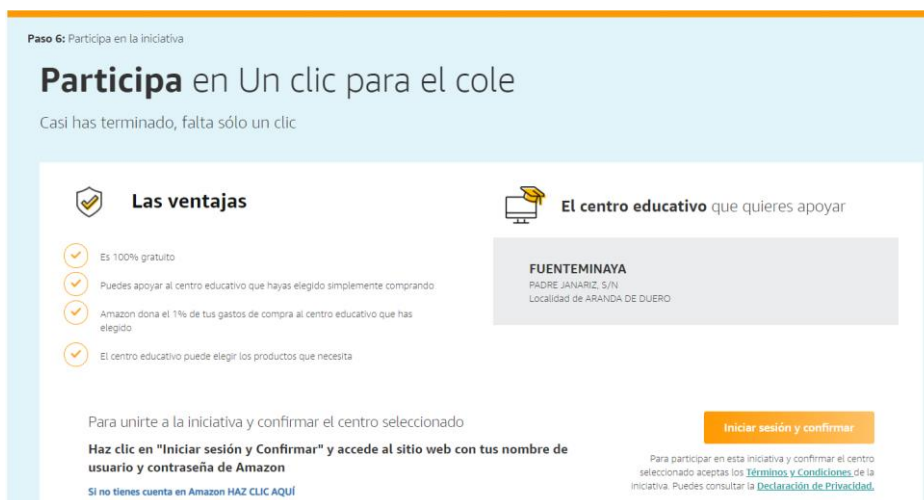 Paso 6: Participa en la iniciativa
Participa en Un clic para el cole
Casi has terminado, falta sólo un clic
Las ventajas
Es 100% gratuito
Puedes apoyar al centro educativo que hayas elegido simplemente comprando
Amazon dona el 1% de tus gastos de compra al centro educativo que has
elegido
El centro educativo puede elegir los productos que necesita
El centro educativo que quieres apoyar
FUENTEMINAYA
PADRE JANARIZ, S/N
Localidad de ARANDA DE DUERO
Para unirte a la iniciativa y confirmar el centro seleccionado
Haz clic en "Iniciar sesión y Confirmar" y accede al sitio web con tus nombre de
usuario y contraseña de Amazon
Si no tienes cuenta en Amazon HAZ CLIC AQUÍ
Iniciar sesión y confirmar
Para participar en esta iniciativa y confirmar el centro
seleccionado aceptas los Términos y Condiciones de la
iniciativa. Puedes consultar la Declaración de Privacidad.